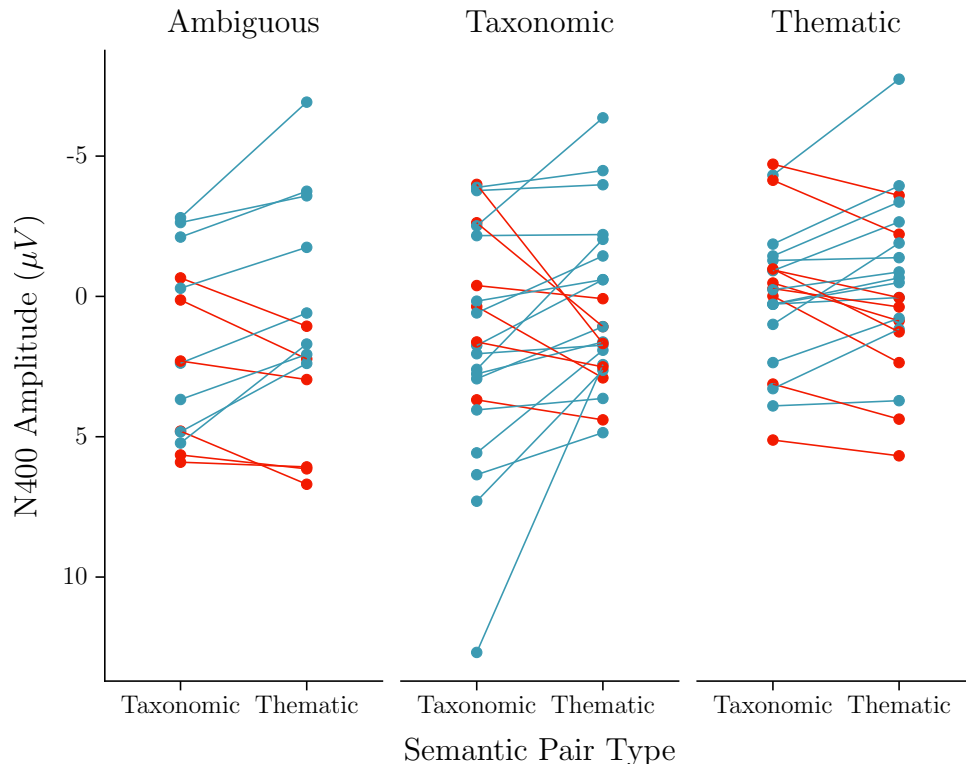 Ambiguous Taxonomic Thematic
-5
0
5
10
N400 Amplitude (μV)
Taxonomic Thematic Taxonomic Thematic Taxonomic Thematic
Semantic Pair Type